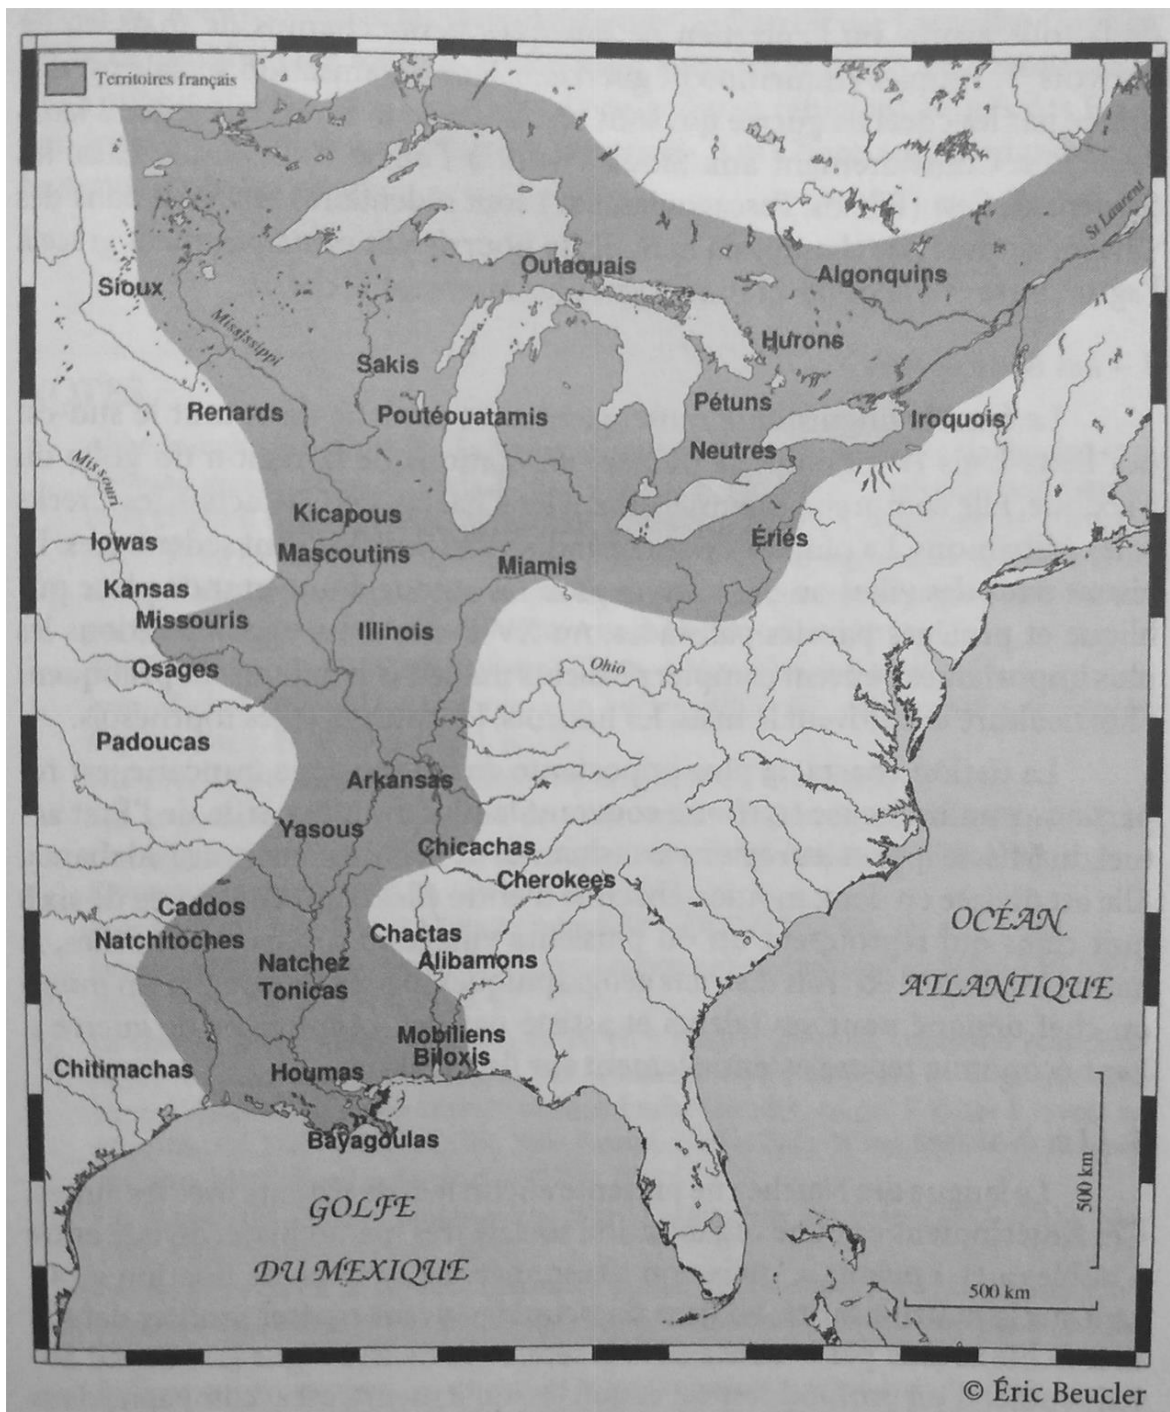 Territoires français
St Laurent
Outaouais
Algonquins
Sioux
Mississippi
Hurons
Sakis
Pétuns
Renards
Poutéouatamis
Iroquois
Neutres
Missouri
Kicapous
Ériés
Iowas
Mascoutins
Miamis
Kansas
Missouris
Illinois
Osages
Ohio
Padoucas
Arkansas
Yasous
Chicachas
Cherokees
Caddos
OCÉAN
Natchitoches
Chactas
Alibamons
Natchez
ATLANTIQUE
Tonicas
Mobiliens
Biloxis
Chitimachas
Houmas
Bayagoulas
500 km
GOLFE
DU MEXIQUE
500 km
© Éric Beucler